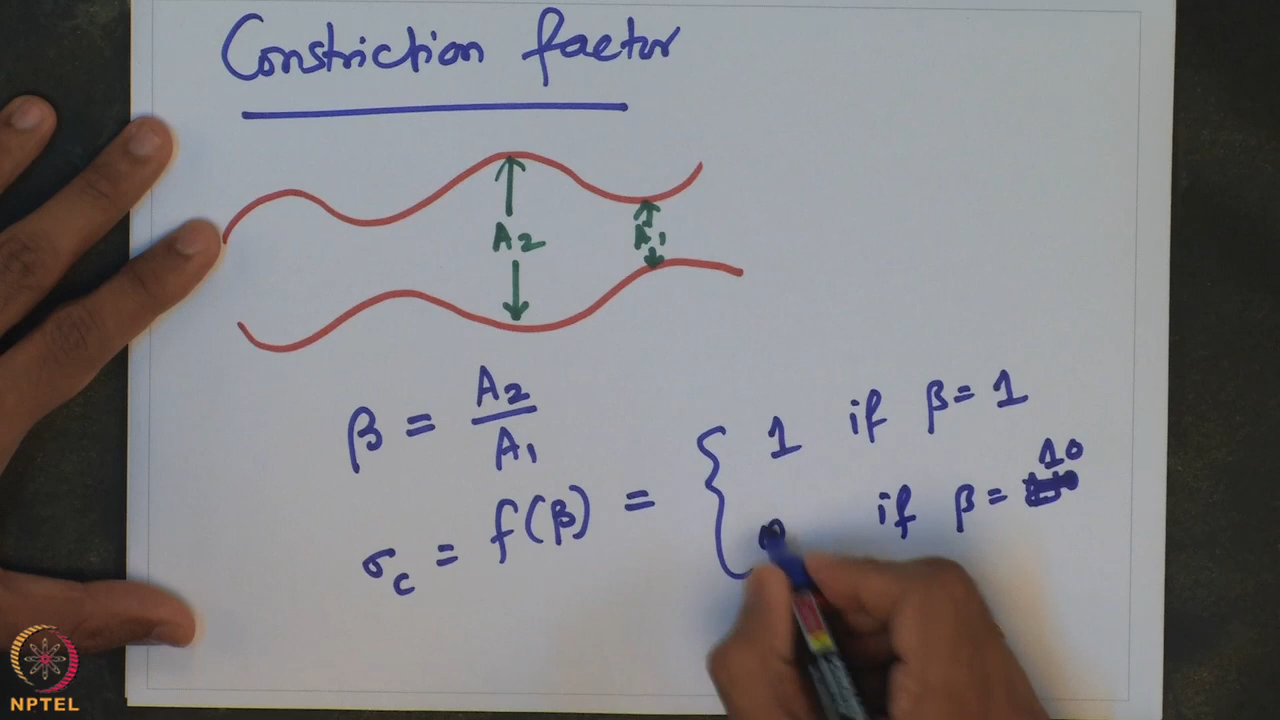 Constriction factor
A2
A1
β = A2/A1
σc = f(β) = { 1 if β = 1
if β = 10
NPTEL